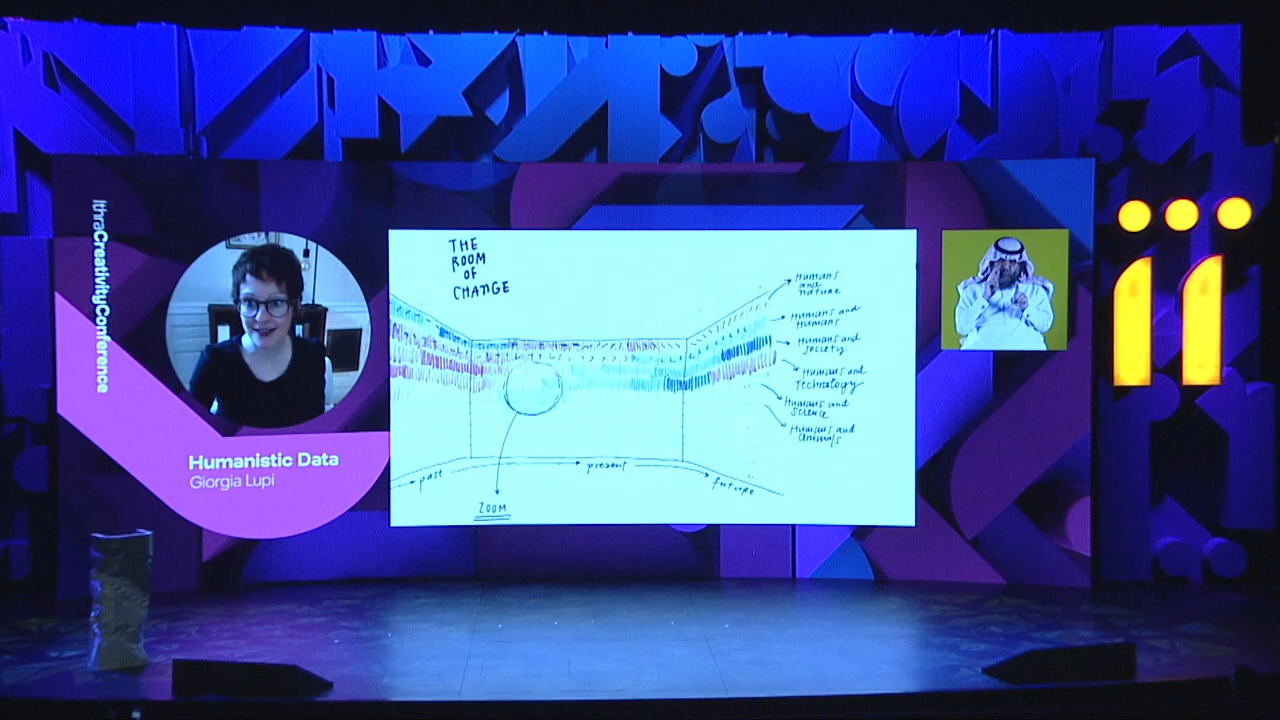 IthraCreativityConference
Humanistic Data
Giorgia Lupi
THE
ROOM
OF
CHANGE
Humans
and
nature
Humans and
Humans
Humans and
society
Humans and
Technology
Humans and
Science
Humans and
animals
past
present
future
ZOOM